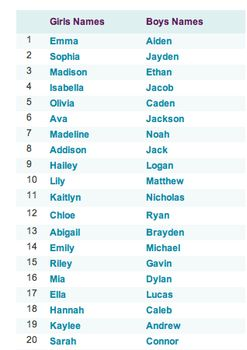 Girls Names Boys Names
1 Emma Aiden
2 Sophia Jayden
3 Madison Ethan
4 Isabella Jacob
5 Olivia Caden
6 Ava Jackson
7 Madeline Noah
8 Addison Jack
9 Hailey Logan
10 Lily Matthew
11 Kaitlyn Nicholas
12 Chloe Ryan
13 Abigail Brayden
14 Emily Michael
15 Riley Gavin
16 Mia Dylan
17 Ella Lucas
18 Hannah Caleb
19 Kaylee Andrew
20 Sarah Connor